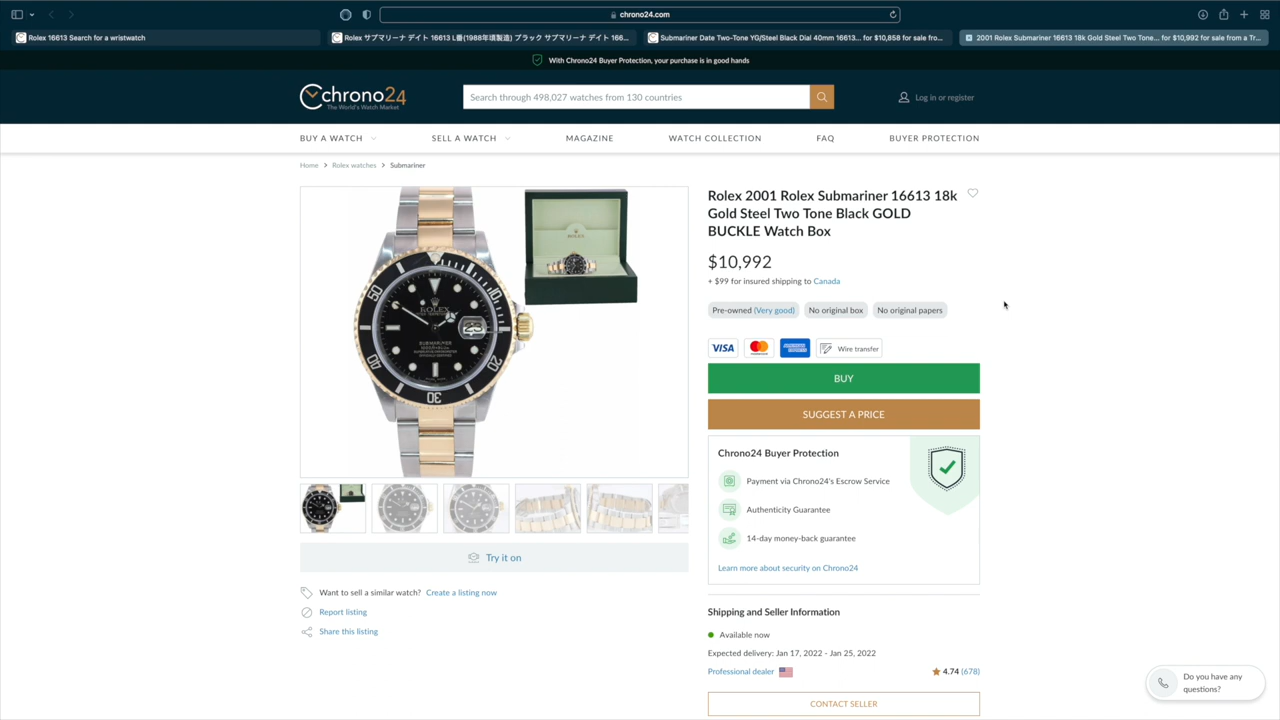 chrono24.com
Rolex 16613 Search for a wristwatch
Rolex サブマリーナ デイト 16613 L番(1988年頃製造) ブラック サブマリーナ デイト 166...
Submariner Date Two-Tone YG/Steel Black Dial 40mm 16613... for $10,858 for sale fro...
2001 Rolex Submariner 16613 18k Gold Steel Two Tone... for $10,992 for sale from a Tr...
With Chrono24 Buyer Protection, your purchase is in good hands
chrono24
The World's Watch Market
Search through 498,027 watches from 130 countries
Log in or register
BUY A WATCH
SELL A WATCH
MAGAZINE
WATCH COLLECTION
FAQ
BUYER PROTECTION
Home > Rolex watches > Submariner
ROLEX
SUBMARINER
Rolex 2001 Rolex Submariner 16613 18k
Gold Steel Two Tone Black GOLD
BUCKLE Watch Box
$10,992
+ $99 for insured shipping to Canada
Pre-owned (Very good)
No original box
No original papers
VISA
Wire transfer
BUY
SUGGEST A PRICE
Chrono24 Buyer Protection
Payment via Chrono24's Escrow Service
Authenticity Guarantee
14-day money-back guarantee
Learn more about security on Chrono24
Try it on
Want to sell a similar watch? Create a listing now
Report listing
Share this listing
Shipping and Seller Information
Available now
Expected delivery: Jan 17, 2022 - Jan 25, 2022
Professional dealer
4.74 (678)
CONTACT SELLER
Do you have any
questions?